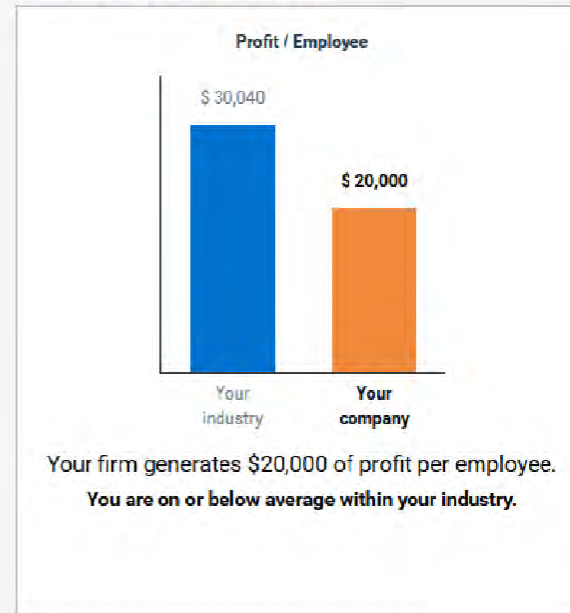 Profit / Employee
$ 30,040
$ 20,000
Your industry
Your company
Your firm generates $20,000 of profit per employee.
You are on or below average within your industry.